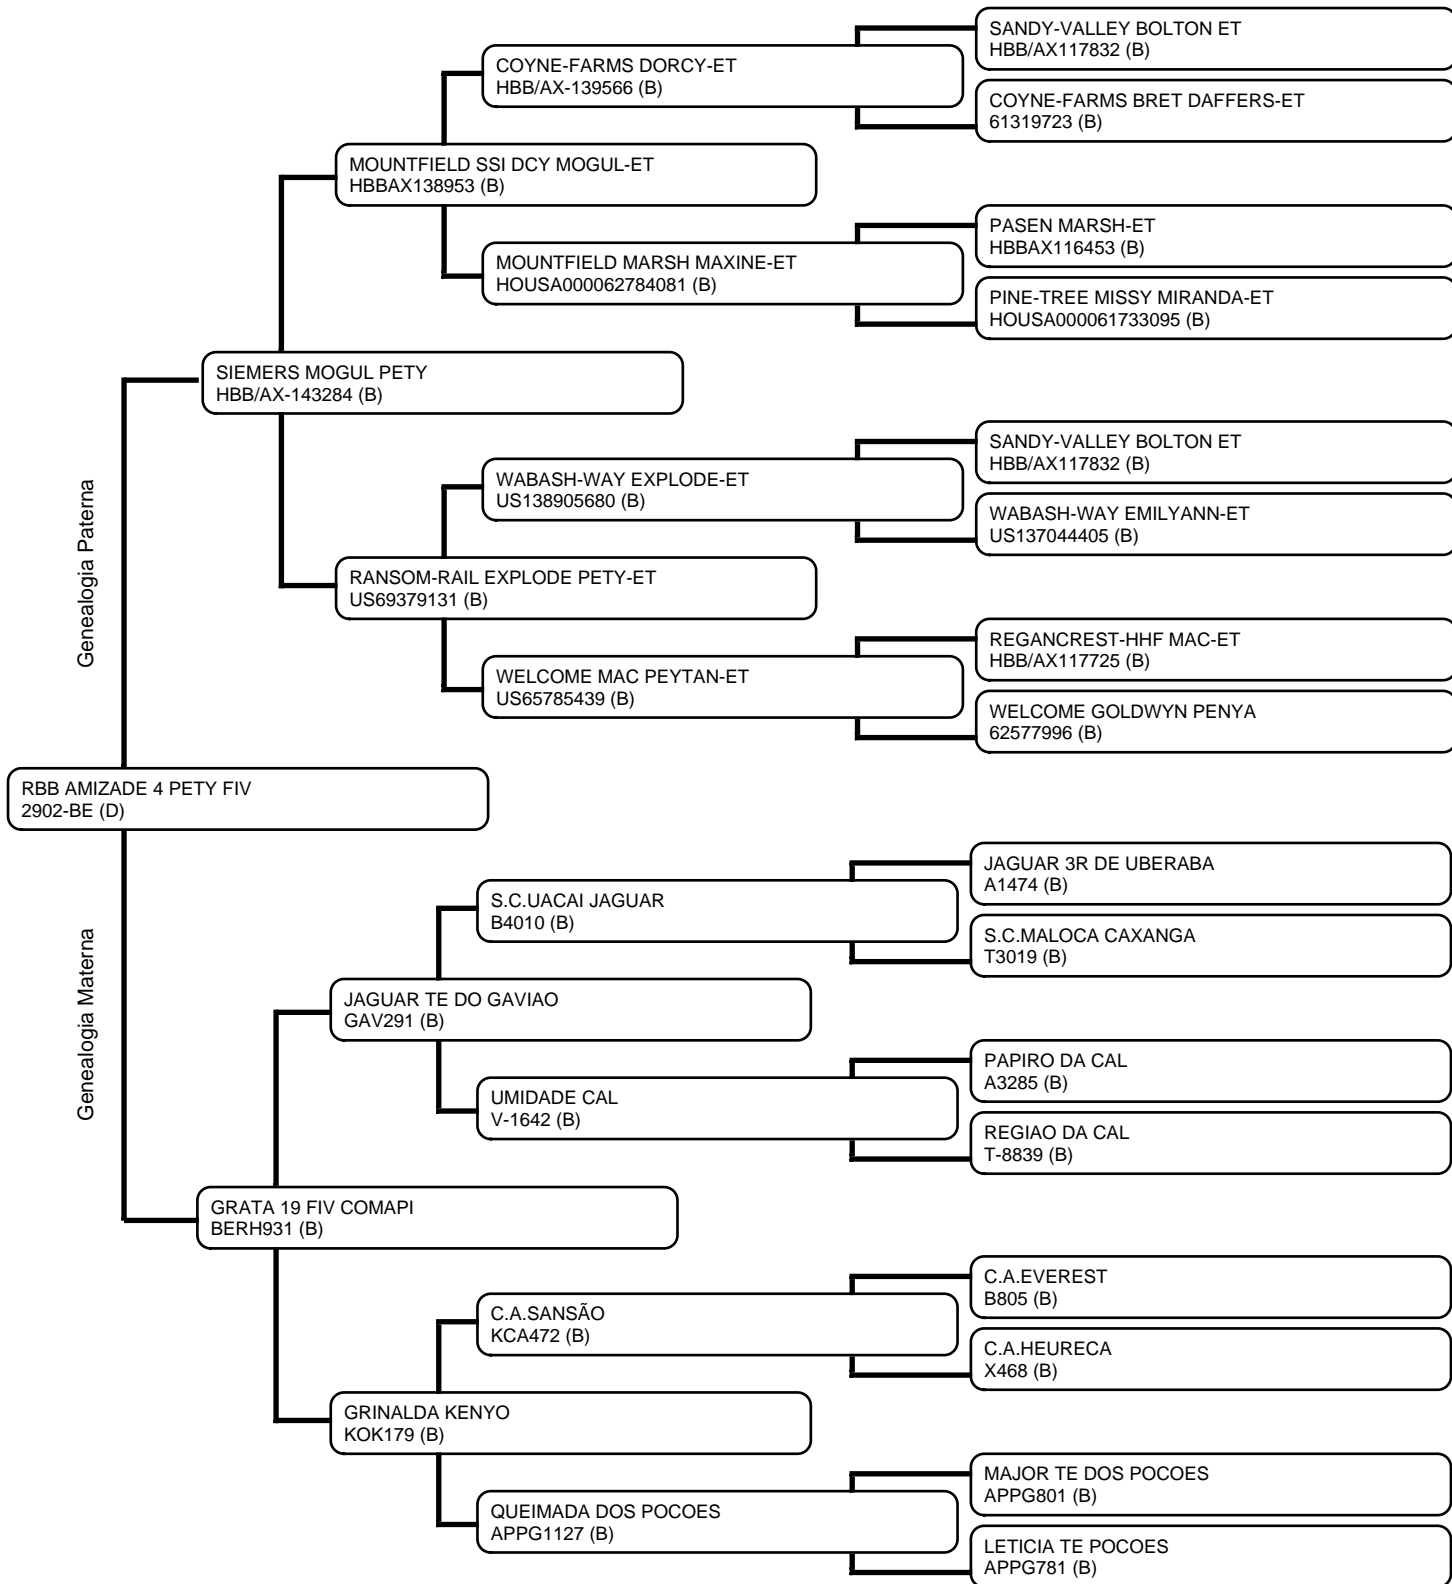 SANDY-VALLEY BOLTON ET
HBB/AX117832 (B)
COYNE-FARMS DORCY-ET
HBB/AX-139566 (B)
COYNE-FARMS BRET DAFFERS-ET
61319723 (B)
MOUNTFIELD SSI DCY MOGUL-ET
HBBAX138953 (B)
PASEN MARSH-ET
HBBAX116453 (B)
MOUNTFIELD MARSH MAXINE-ET
HOUSA000062784081 (B)
PINE-TREE MISSY MIRANDA-ET
HOUSA000061733095 (B)
SIEMERS MOGUL PETY
HBB/AX-143284 (B)
SANDY-VALLEY BOLTON ET
HBB/AX117832 (B)
WABASH-WAY EXPLODE-ET
US138905680 (B)
WABASH-WAY EMILYANN-ET
US137044405 (B)
Genealogia Paterna
RANSOM-RAIL EXPLODE PETY-ET
US69379131 (B)
REGANCREST-HHF MAC-ET
HBB/AX117725 (B)
WELCOME MAC PEYTAN-ET
US65785439 (B)
WELCOME GOLDWYN PENYA
62577996 (B)
RBB AMIZADE 4 PETY FIV
2902-BE (D)
JAGUAR 3R DE UBERABA
A1474 (B)
S.C.UACAI JAGUAR
B4010 (B)
S.C.MALOCA CAXANGA
T3019 (B)
Genealogia Materna
JAGUAR TE DO GAVIAO
GAV291 (B)
PAPIRO DA CAL
A3285 (B)
UMIDADE CAL
V-1642 (B)
REGIAO DA CAL
T-8839 (B)
GRATA 19 FIV COMAPI
BERH931 (B)
C.A.EVEREST
B805 (B)
C.A.SANSÃO
KCA472 (B)
C.A.HEURECA
X468 (B)
GRINALDA KENYO
KOK179 (B)
MAJOR TE DOS POCOES
APPG801 (B)
QUEIMADA DOS POCOES
APPG1127 (B)
LETICIA TE POCOES
APPG781 (B)